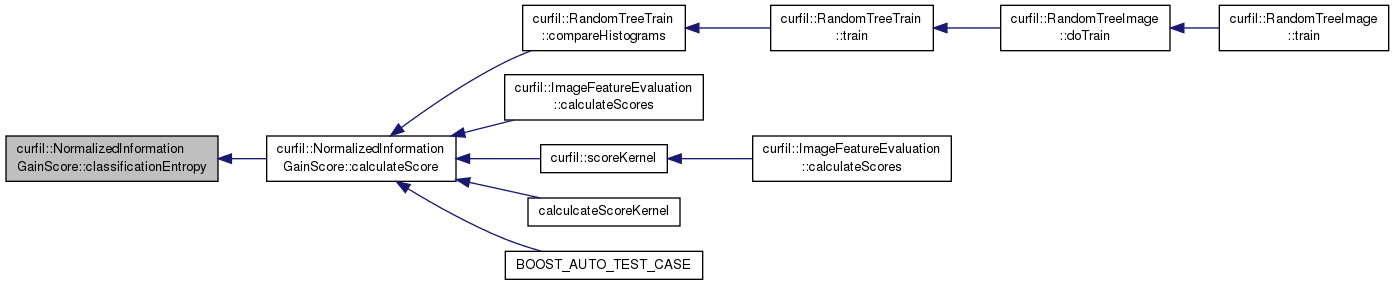 curfil::RandomTreeTrain
::compareHistograms
curfil::RandomTreeTrain
::train
curfil::RandomTreeImage
::doTrain
curfil::RandomTreeImage
::train
curfil::ImageFeatureEvaluation
::calculateScores
curfil::NormalizedInformation
GainScore::classificationEntropy
curfil::NormalizedInformation
GainScore::calculateScore
curfil::scoreKernel
curfil::ImageFeatureEvaluation
::calculateScores
calculcateScoreKernel
BOOST_AUTO_TEST_CASE